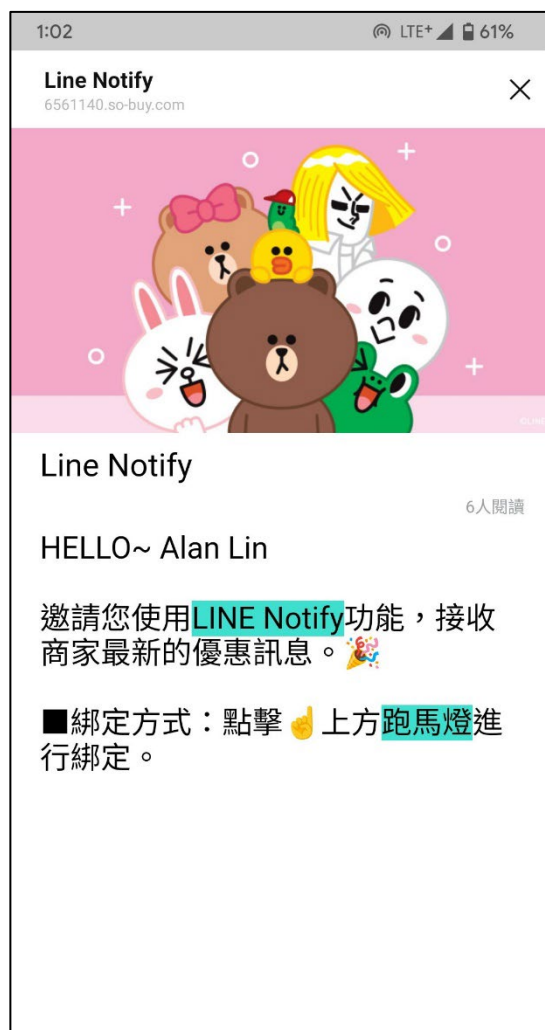 1:02 LTE+ 61%
Line Notify
6561140.so-buy.com
©LINE
Line Notify
6人閱讀
HELLO~ Alan Lin
邀請您使用LINE Notify功能，接收
商家最新的優惠訊息。🎉
■綁定方式：點擊☝上方跑馬燈進
行綁定。